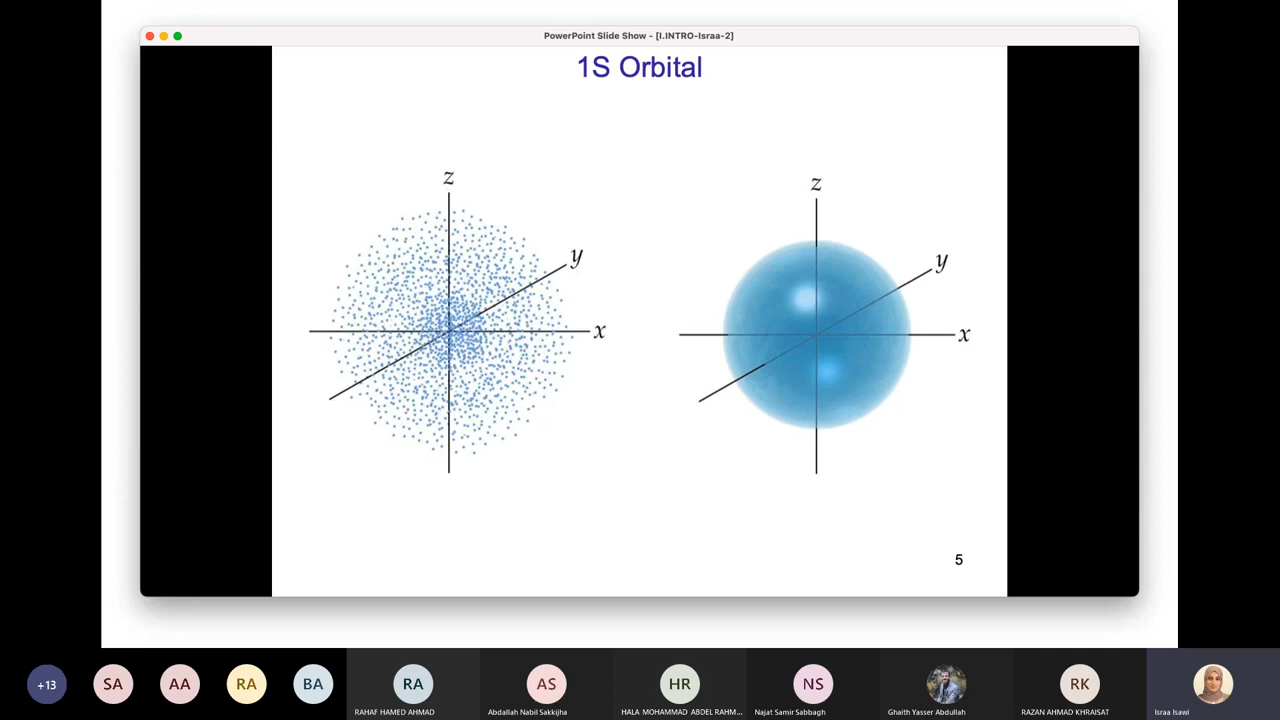 PowerPoint Slide Show - [I.INTRO-Israa-2]
1S Orbital
z
y
x
z
y
x
5
+13
SA
AA
RA
BA
RA
AS
HR
NS
RK
RAHAF HAMED AHMAD
Abdallah Nabil Sakkijha
HALA MOHAMMAD ABDEL RAHM...
Najat Samir Sabbagh
Ghaith Yasser Abdullah
RAZAN AHMAD KHRAISAT
Israa Isawi